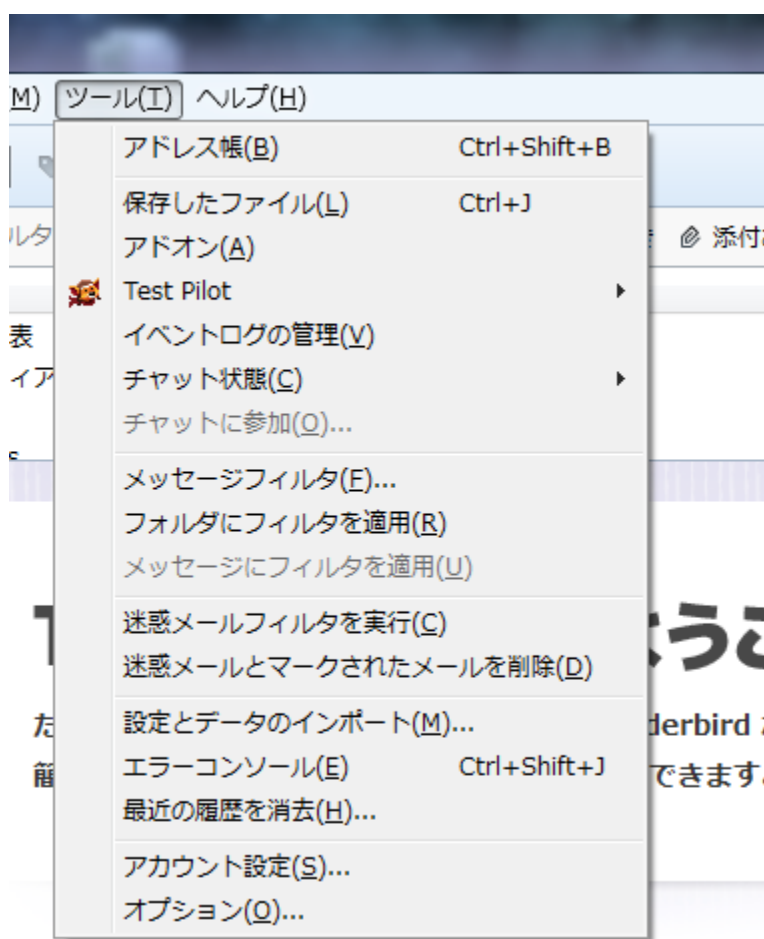 (M) ツール(T) ヘルプ(H)
アドレス帳(B) Ctrl+Shift+B
保存したファイル(L) Ctrl+J
ルタ 添付
アドオン(A)
Test Pilot
表 イベントログの管理(V)
ィア チャット状態(C)
チャットに参加(O)...
メッセージフィルタ(F)...
フォルダにフィルタを適用(R)
メッセージにフィルタを適用(U)
迷惑メールフィルタを実行(C)
ようこ
迷惑メールとマークされたメールを削除(D)
た 設定とデータのインポート(M)... derbird
エラーコンソール(E) Ctrl+Shift+J できます。
最近の履歴を消去(H)...
アカウント設定(S)...
オプション(O)...